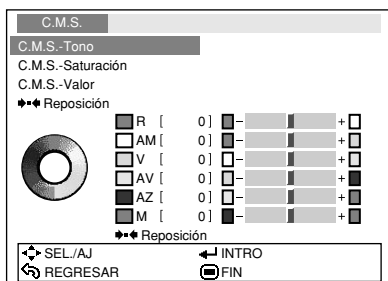 C.M.S.
C.M.S.-Tono
C.M.S.-Saturación
C.M.S.-Valor
Reposición
R [ 0 ] - +
AM [ 0 ] - +
V [ 0 ] - +
AV [ 0 ] - +
AZ [ 0 ] - +
M [ 0 ] - +
Reposición
SEL./AJ INTRO
REGRESAR FIN